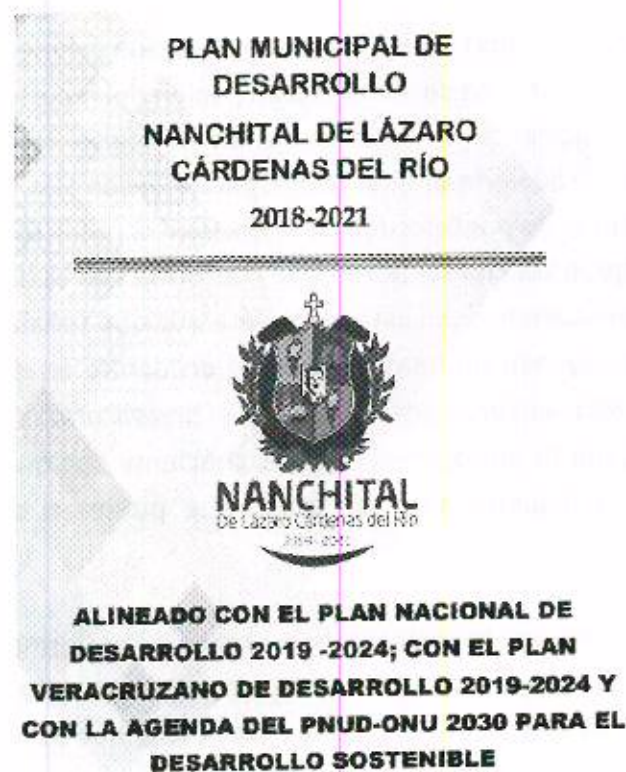 PLAN MUNICIPAL DE
DESARROLLO
NANCHITAL DE LÁZARO
CÁRDENAS DEL RÍO
2018-2021
NANCHITAL
De Lázaro Cárdenas del Río
ALINEADO CON EL PLAN NACIONAL DE
DESARROLLO 2019 -2024; CON EL PLAN
VERACRUZANO DE DESARROLLO 2019-2024 Y
CON LA AGENDA DEL PNUD-ONU 2030 PARA EL
DESARROLLO SOSTENIBLE